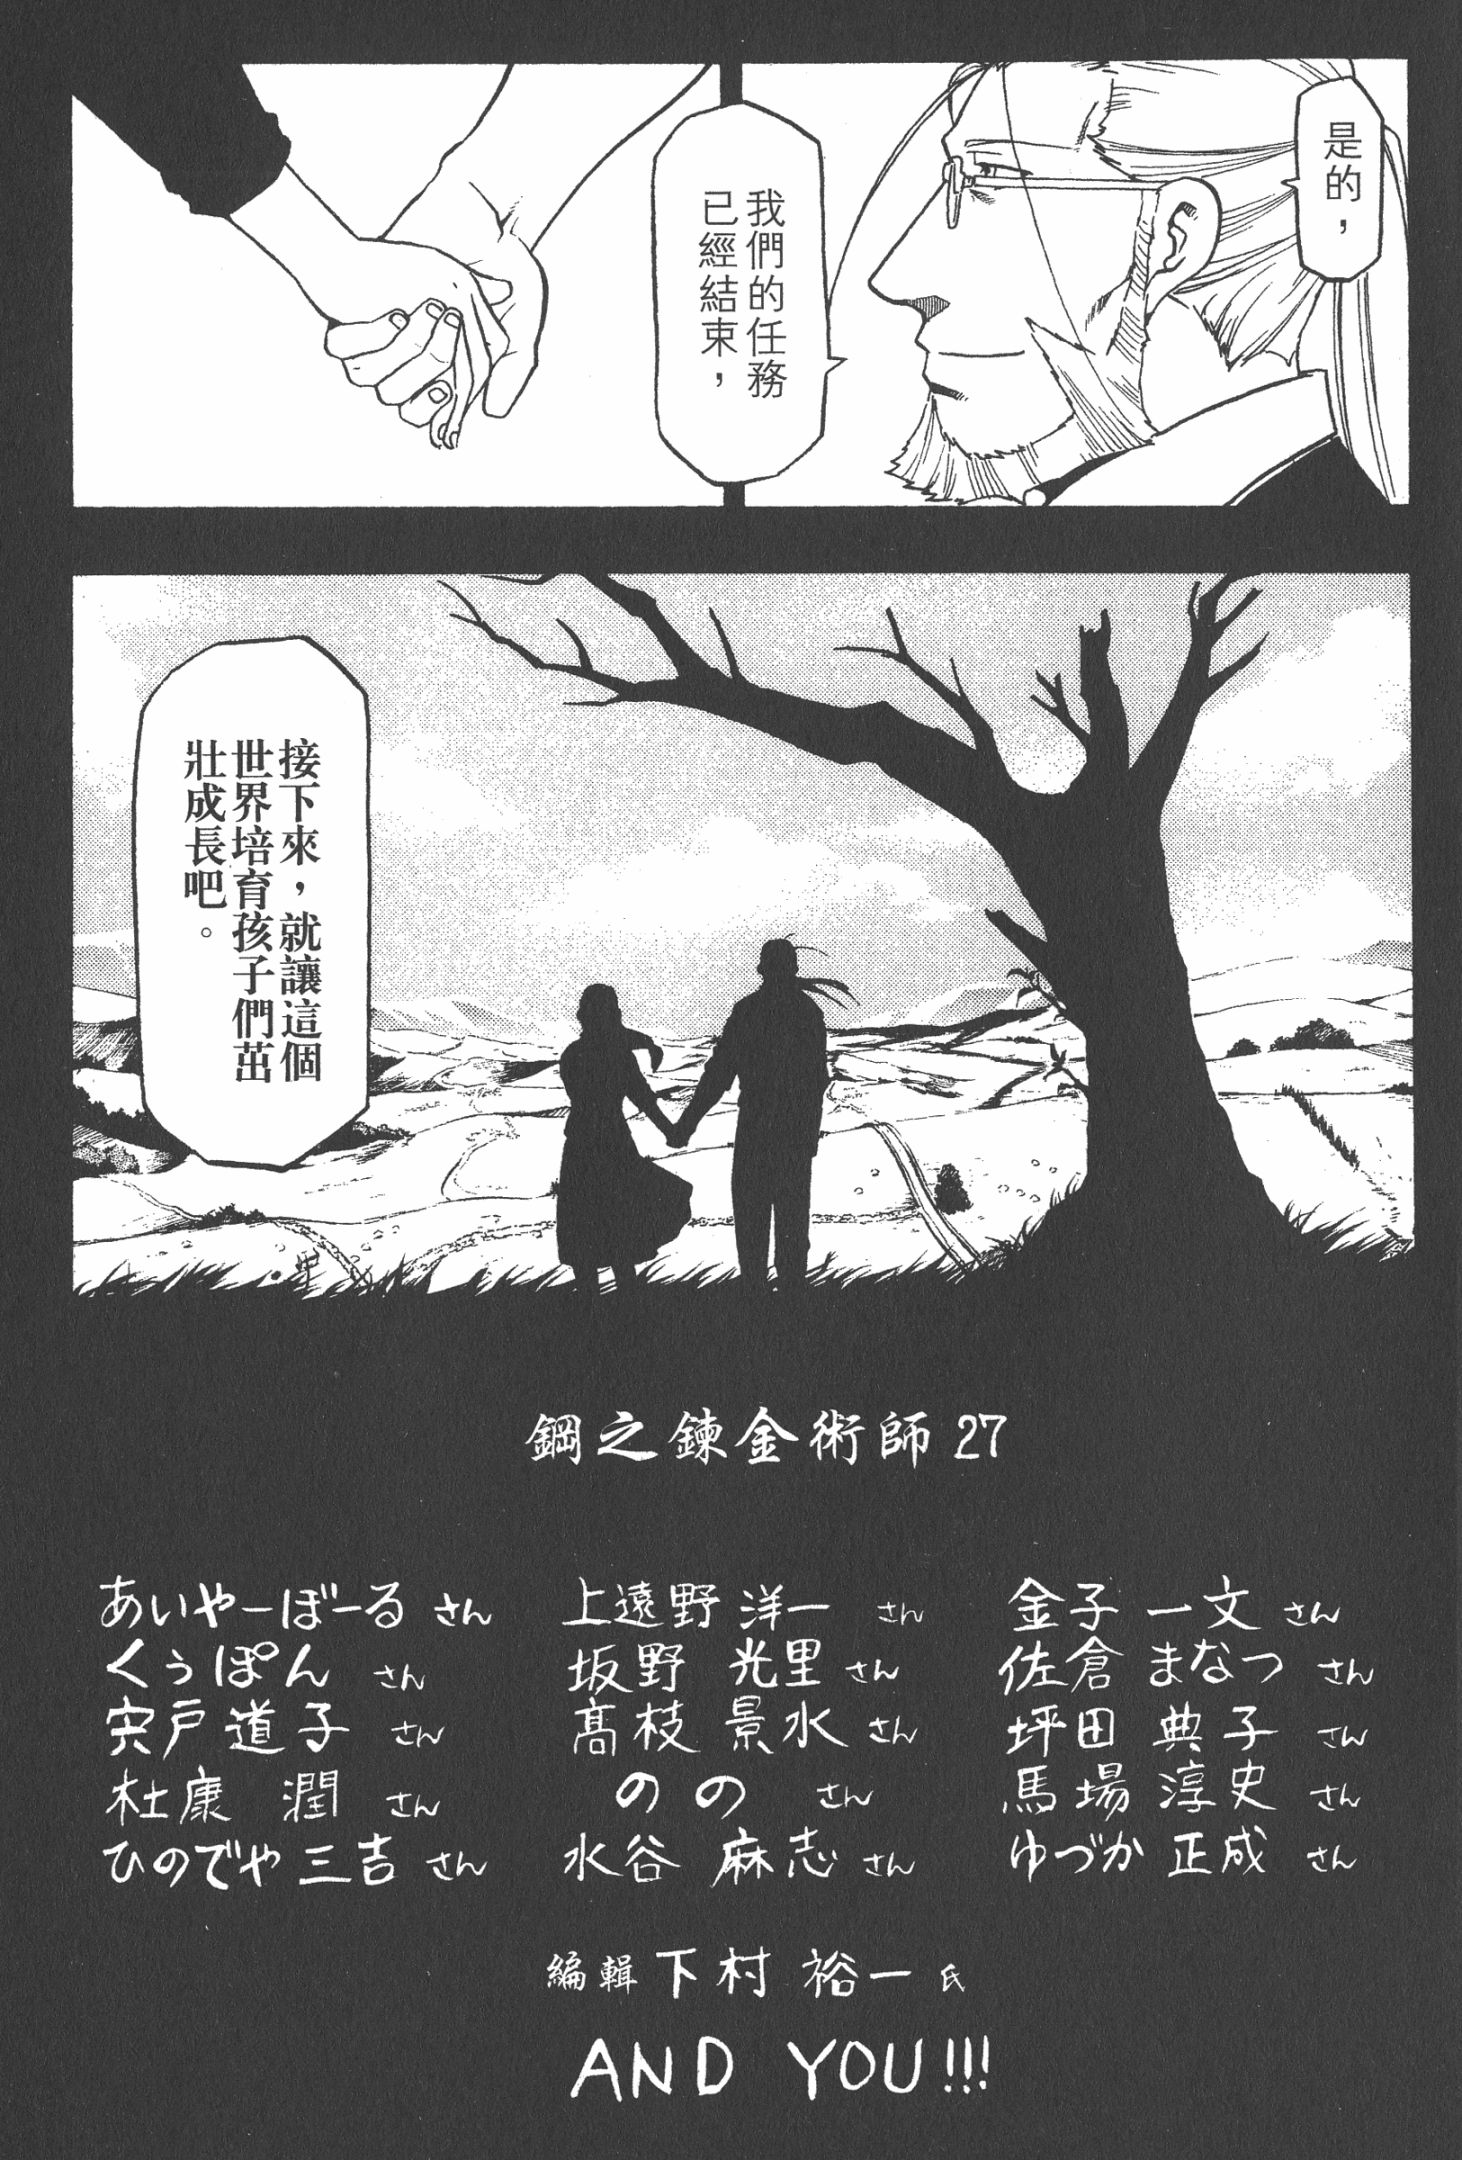 是的，
我們的任務
已經結束，
接下來，就讓這個
世界培育孩子們茁
壯成長吧。
鋼之鍊金術師 27
あいやーぼーる さん
上遠野 洋一 さん
金子 一文 さん
くぅぽん さん
坂野 光里 さん
佐倉 まなつ さん
宍戸 道子 さん
髙枝 景水 さん
坪田 典子 さん
杜康 潤 さん
のの さん
馬場 淳史 さん
ひのでや 三吉 さん
水谷 麻志 さん
ゆづか 正成 さん
編輯 下村 裕一 氏
AND YOU!!!